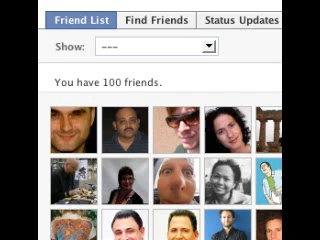 Friend List Find Friends Status Updates
Show: ---
You have 100 friends.